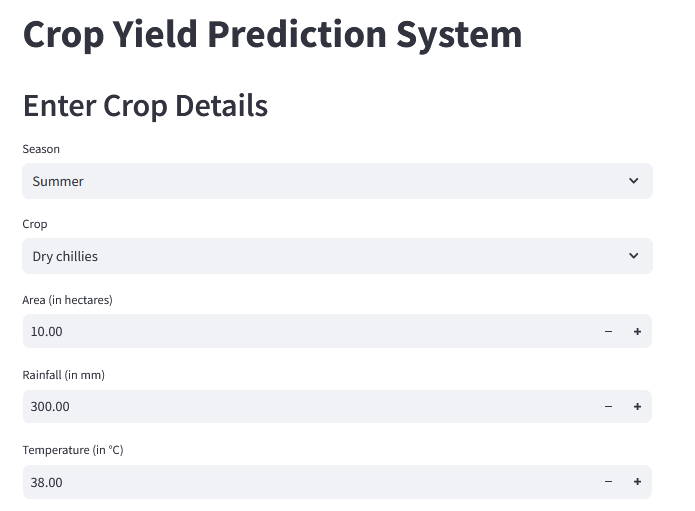 Crop Yield Prediction System
Enter Crop Details
Season
Summer
Crop
Dry chillies
Area (in hectares)
10.00
Rainfall (in mm)
300.00
Temperature (in °C)
38.00